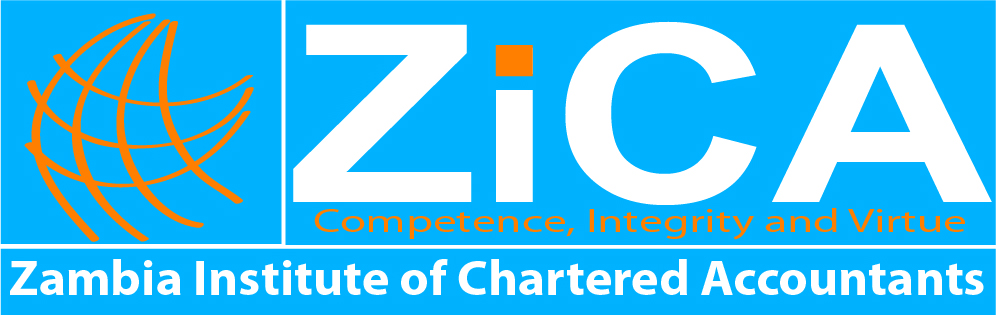 ZiCA
Competence, Integrity and Virtue
Zambia Institute of Chartered Accountants